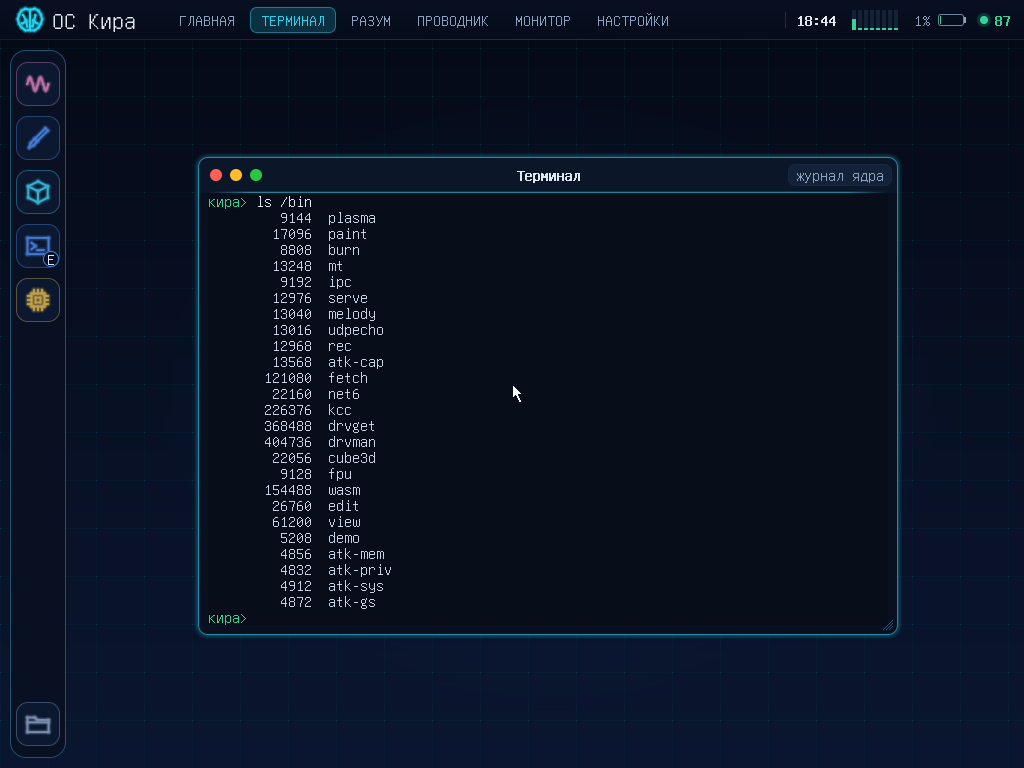 ОС Кира
ГЛАВНАЯ ТЕРМИНАЛ РАЗУМ ПРОВОДНИК МОНИТОР НАСТРОЙКИ
18:44 1% 87
Терминал
журнал ядра
кира> ls /bin
9144 plasma
17096 paint
8808 burn
13248 mt
9192 ipc
12976 serve
13040 melody
13016 udpecho
12968 rec
13568 atk-cap
121080 fetch
22160 net6
226376 kcc
368488 drvget
404736 drvman
22056 cube3d
9128 fpu
154488 wasm
26760 edit
61200 view
5208 demo
4856 atk-mem
4832 atk-priv
4912 atk-sys
4872 atk-gs
кира>
E